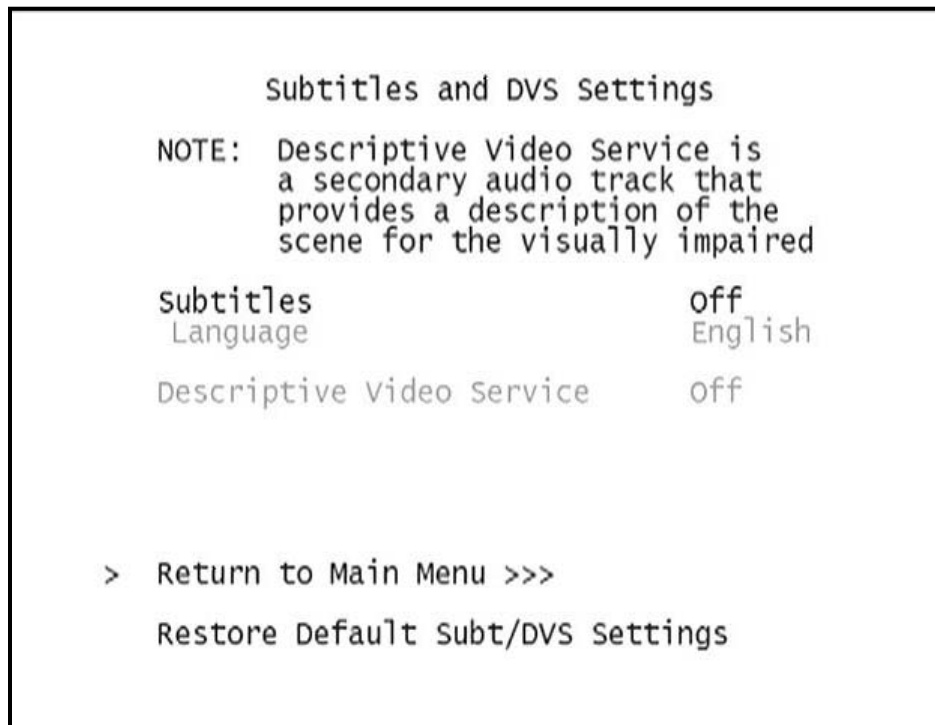 Subtitles and DVS Settings
NOTE: Descriptive Video Service is
a secondary audio track that
provides a description of the
scene for the visually impaired
Subtitles Off
Language English
Descriptive Video Service Off
> Return to Main Menu >>>
Restore Default Subt/DVS Settings